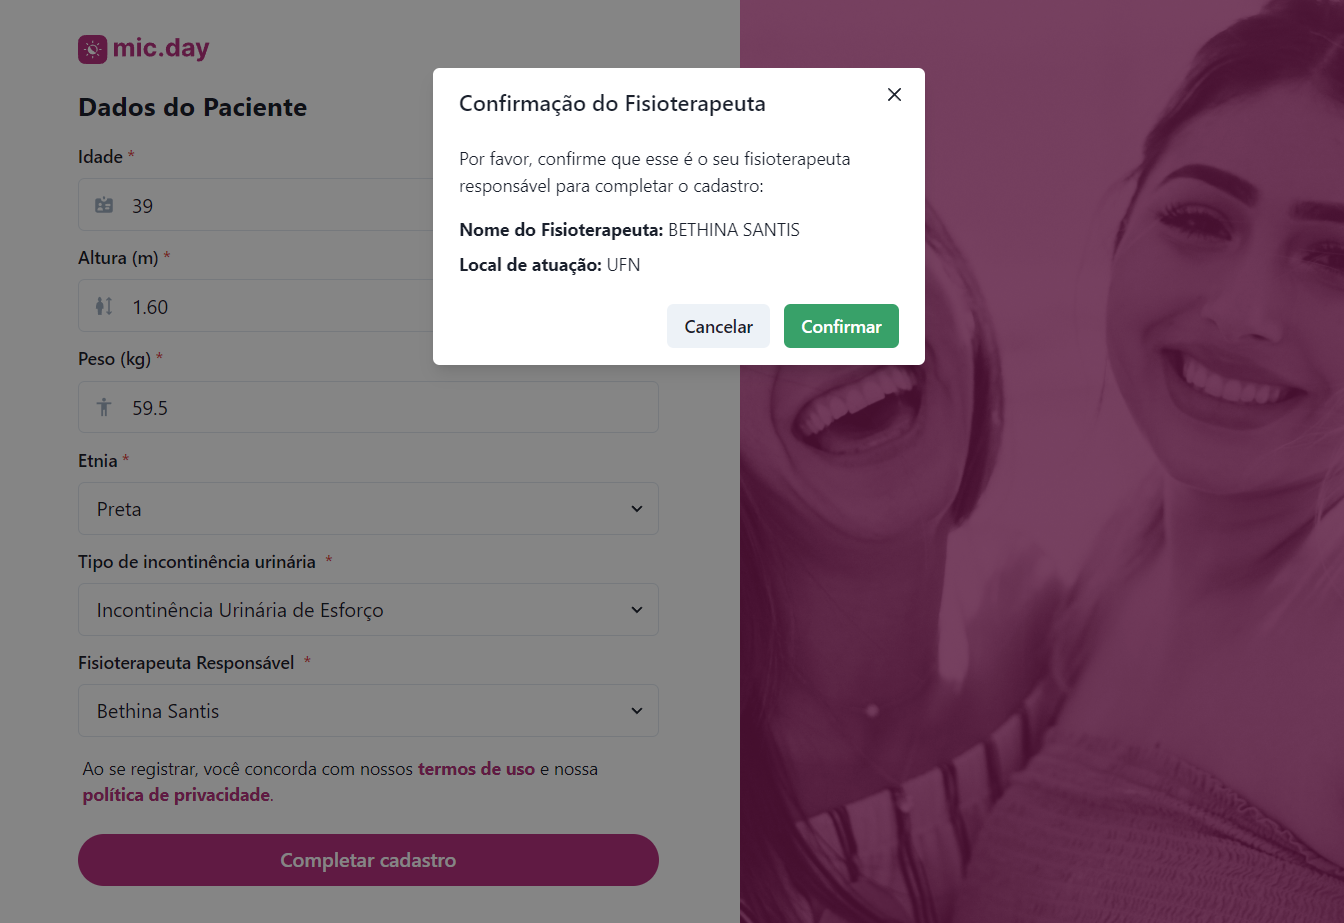 mic.day
Dados do Paciente
Idade *
39
Altura (m) *
1.60
Peso (kg) *
59.5
Etnia *
Preta
Tipo de incontinência urinária *
Incontinência Urinária de Esforço
Fisioterapeuta Responsável *
Bethina Santis
Ao se registrar, você concorda com nossos termos de uso e nossa
política de privacidade.
Completar cadastro
Confirmação do Fisioterapeuta
Por favor, confirme que esse é o seu fisioterapeuta
responsável para completar o cadastro:
Nome do Fisioterapeuta: BETHINA SANTIS
Local de atuação: UFN
Cancelar
Confirmar